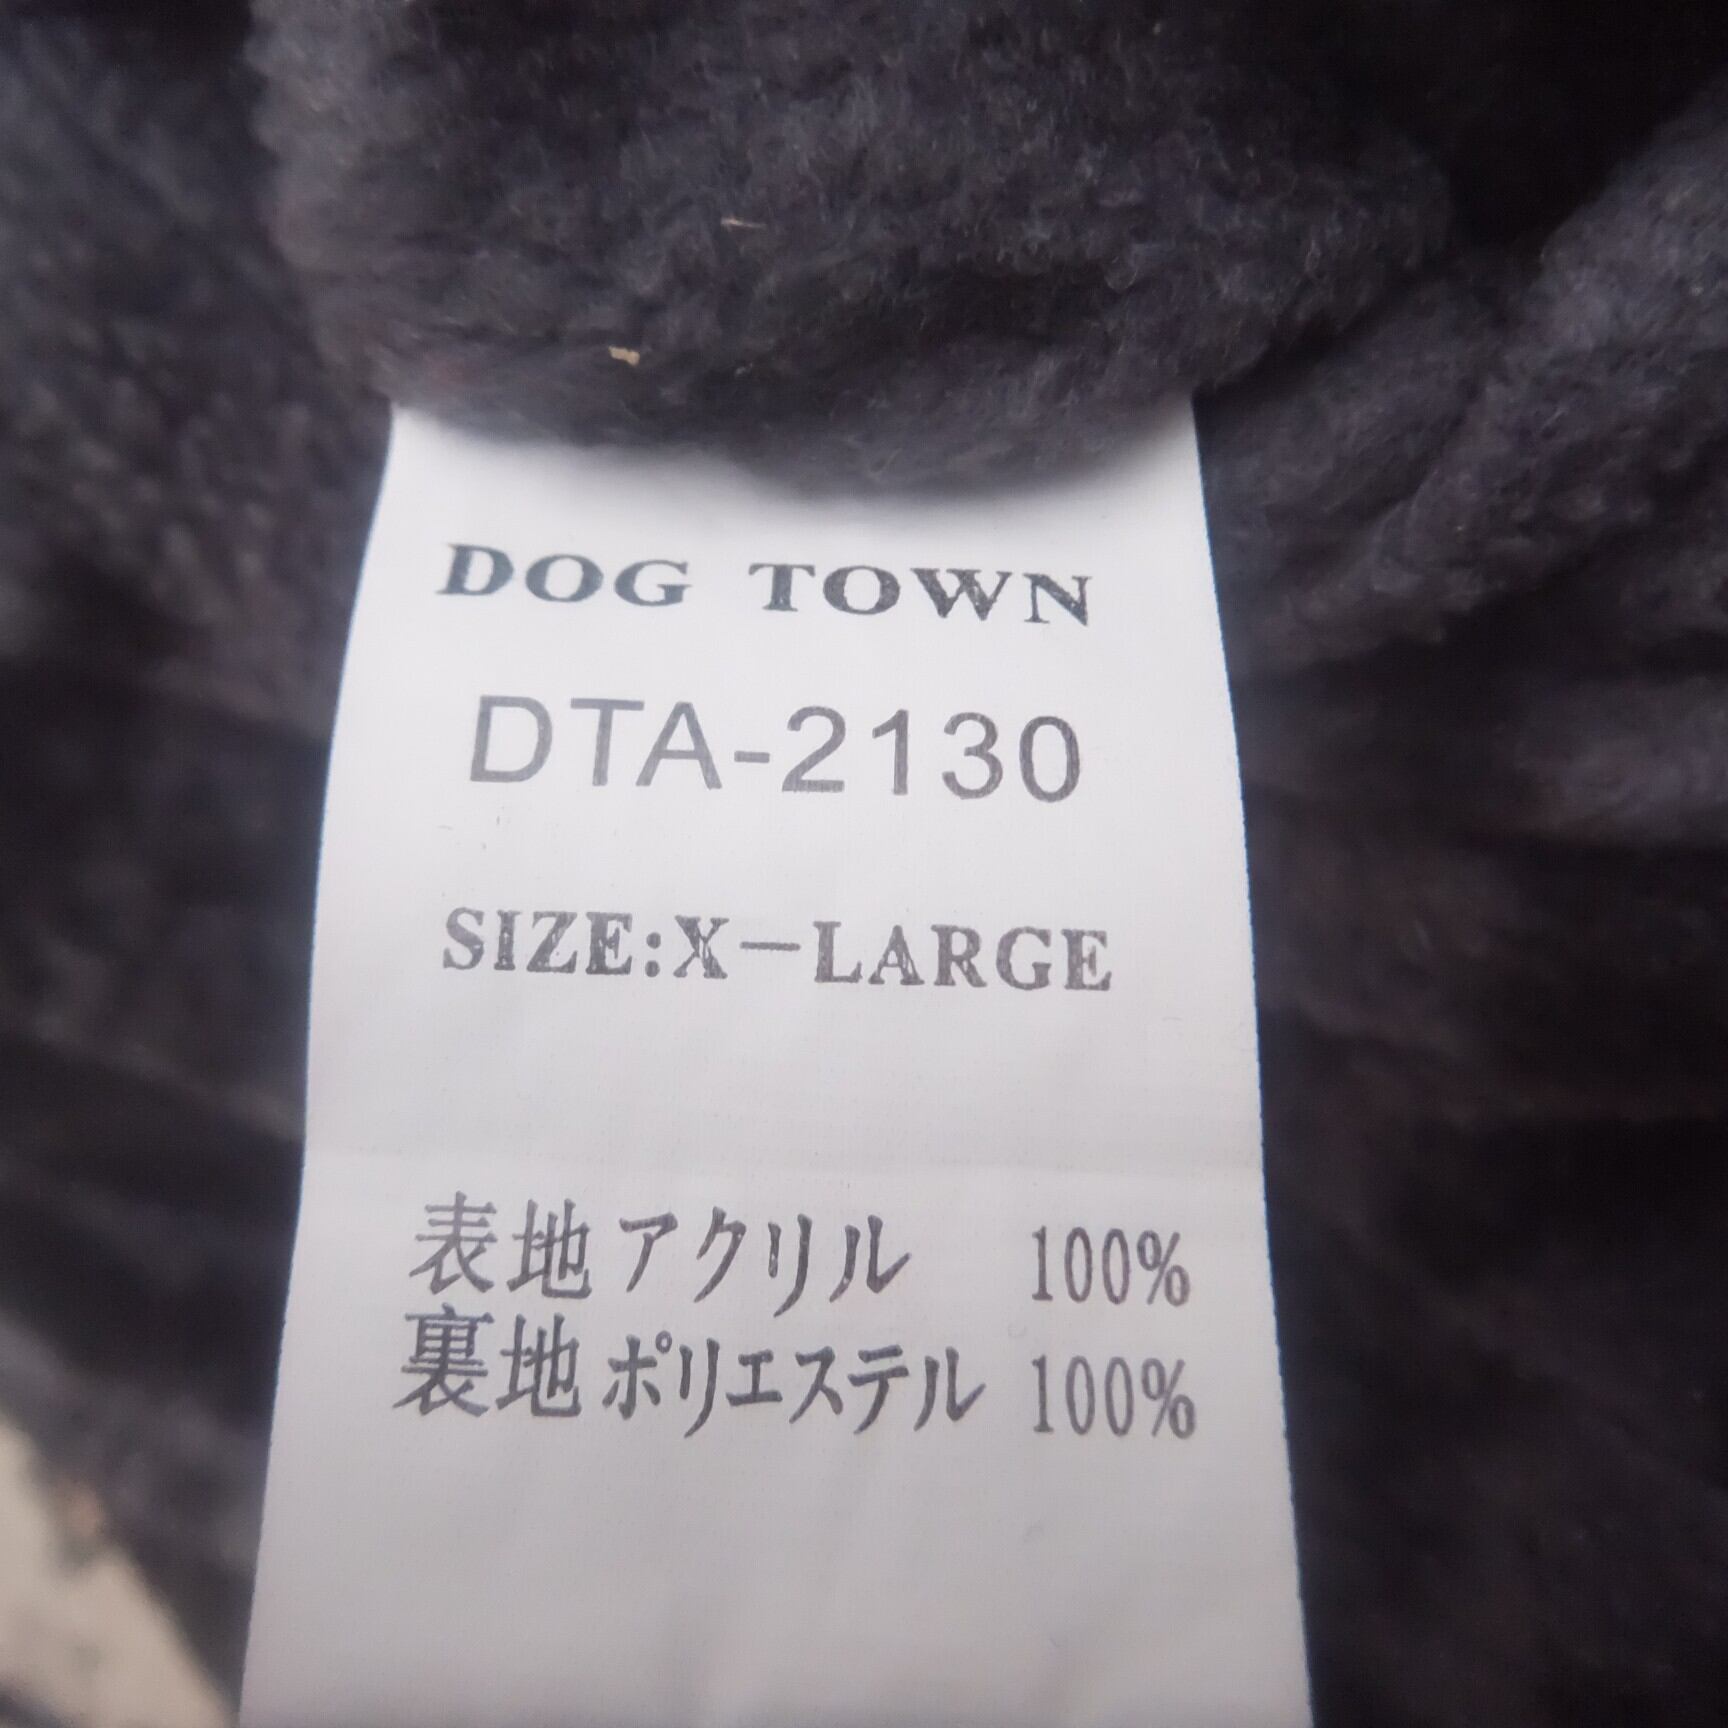 DOG TOWN
DTA-2130
SIZE:X-LARGE
表地アクリル 100%
裏地ポリエステル 100%